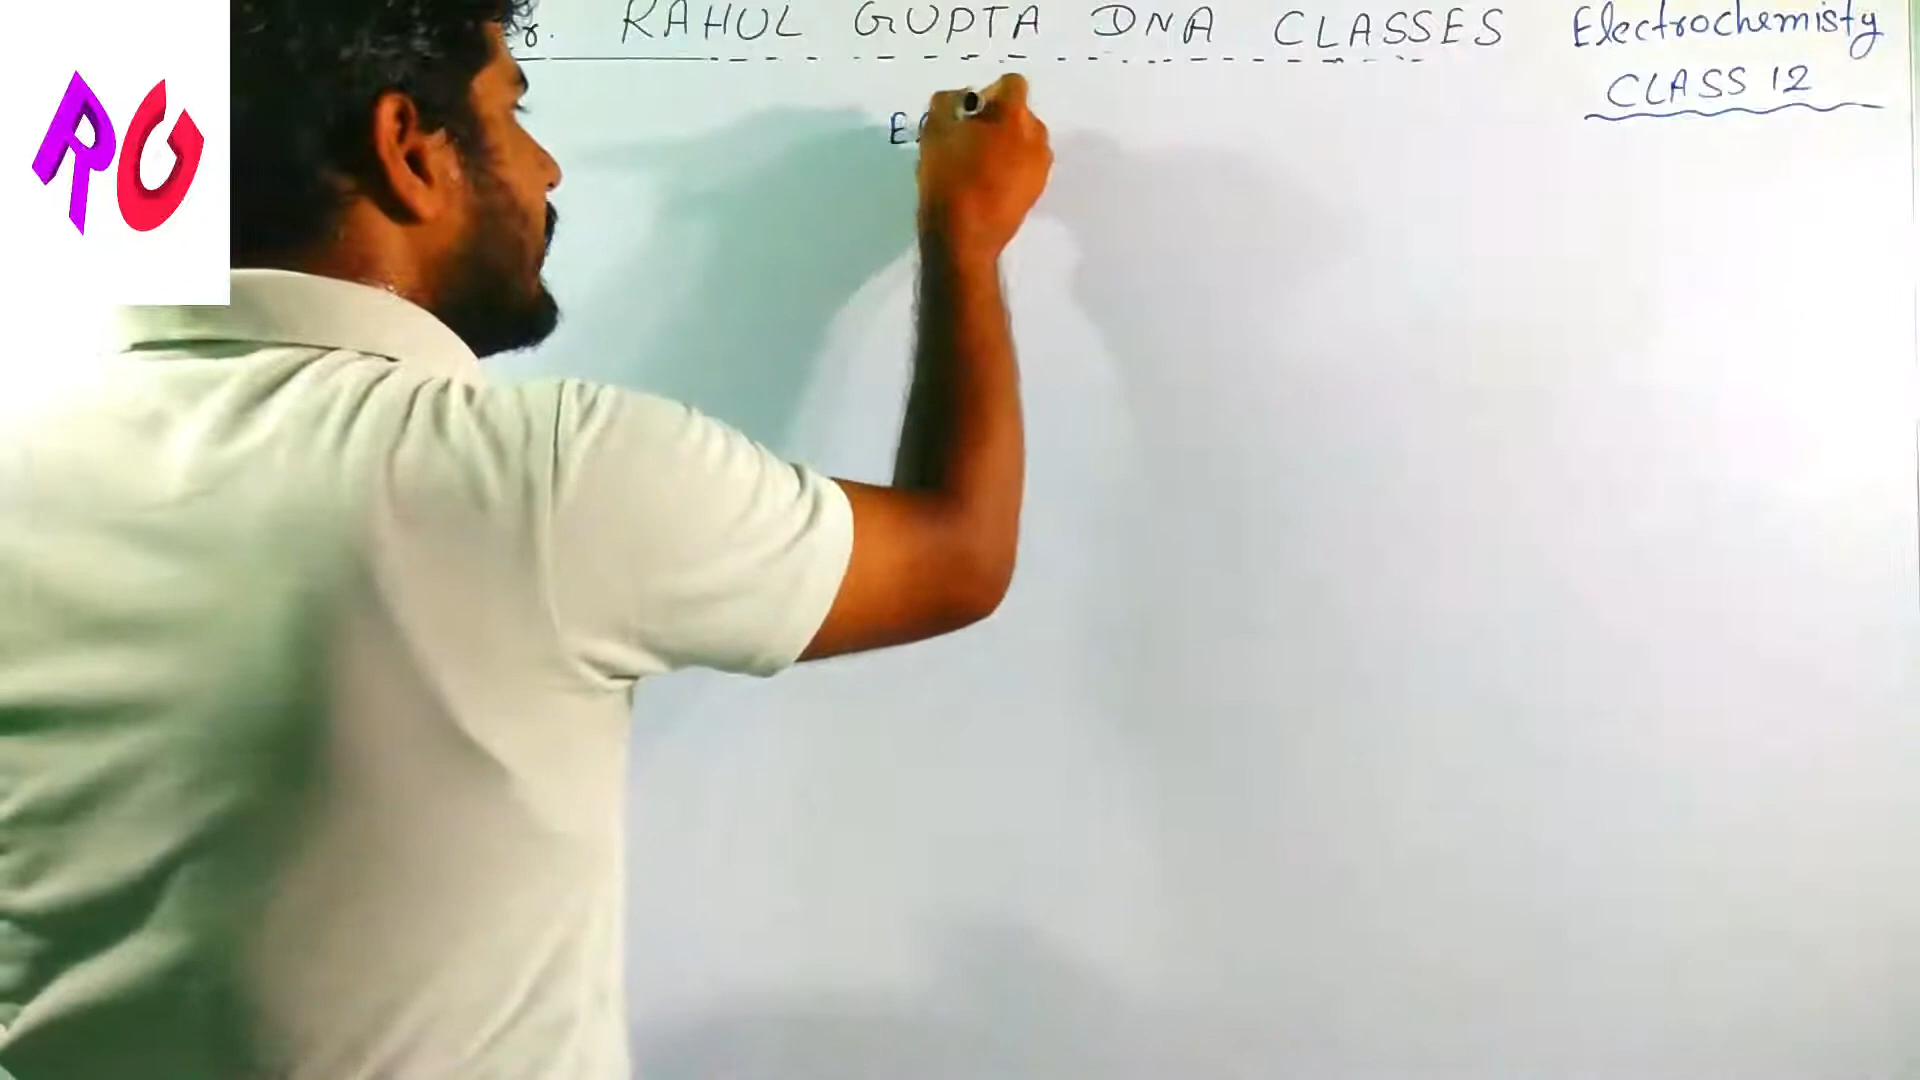 RG
r. RAHUL GUPTA DNA CLASSES
Electrochemisty
CLASS 12